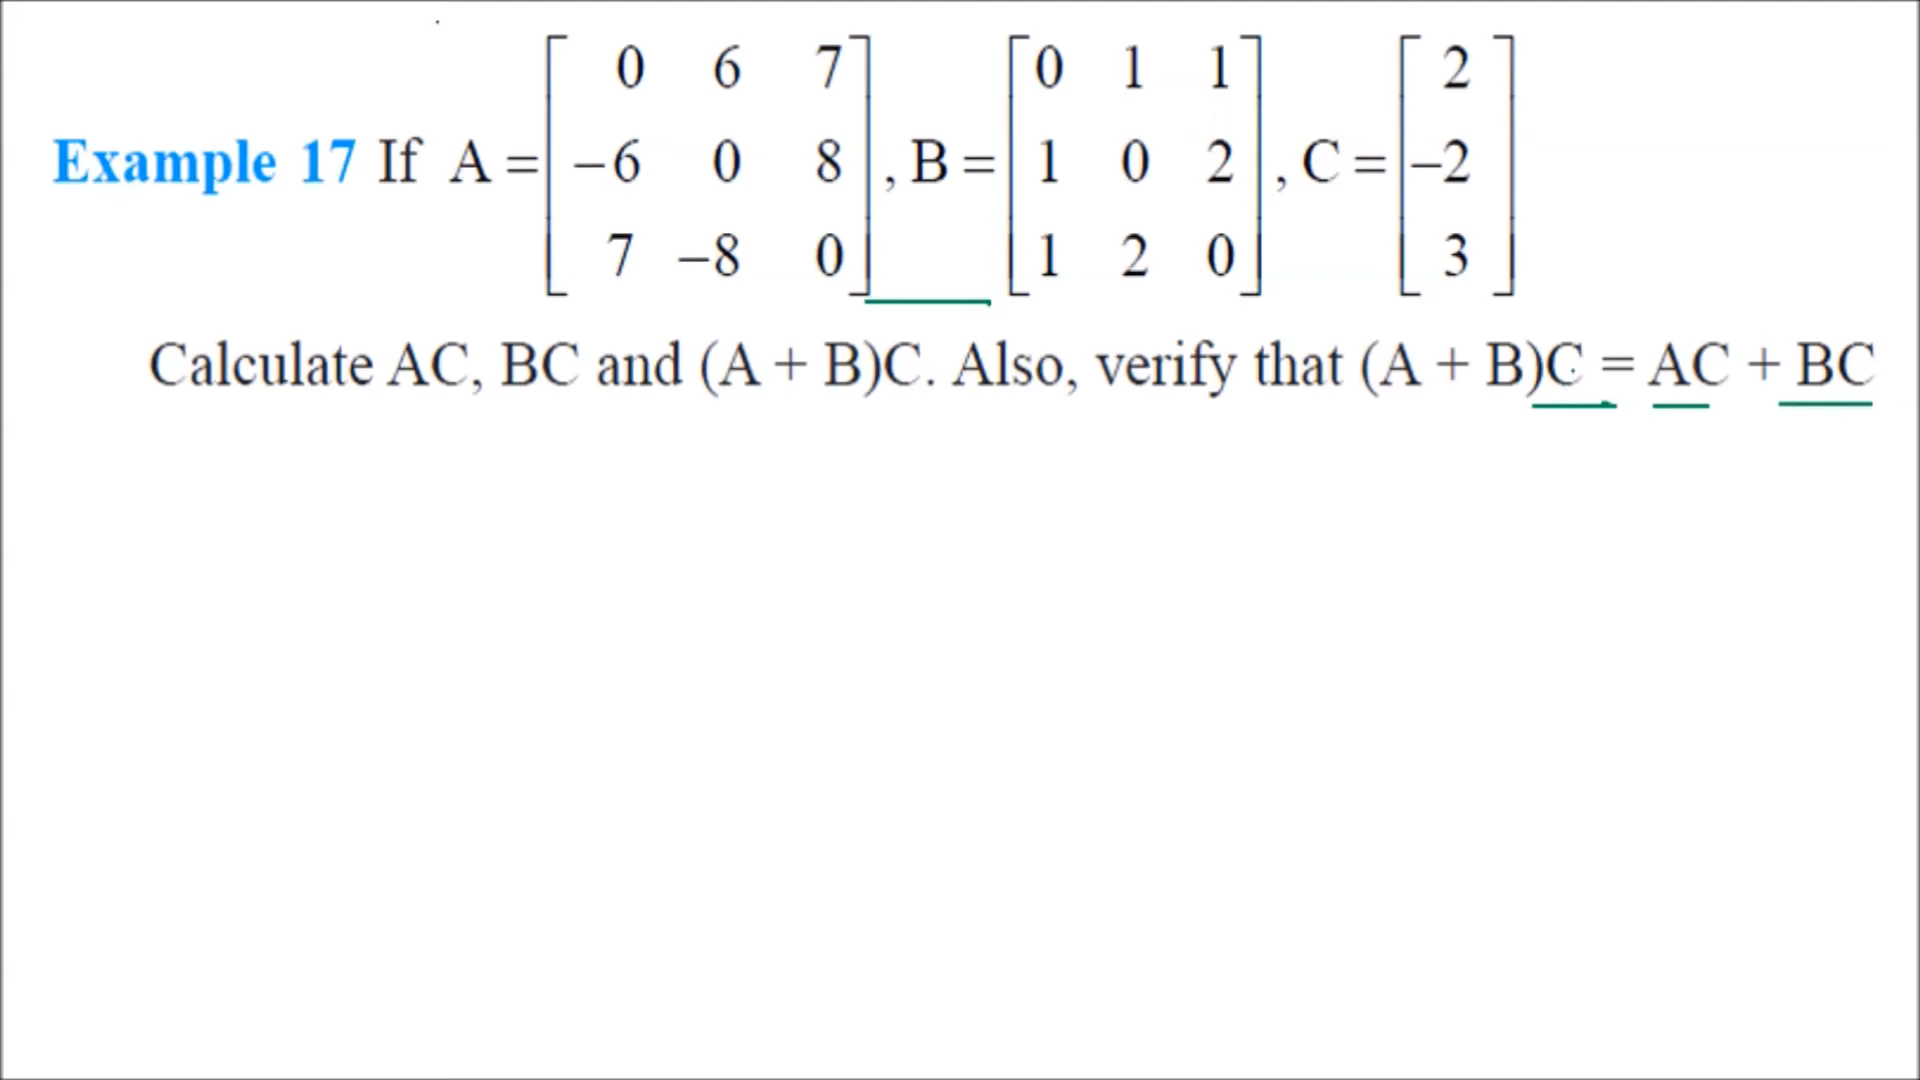 Example 17 If A = [ 0 6 7 ; –6 0 8 ; 7 –8 0 ] , B = [ 0 1 1 ; 1 0 2 ; 1 2 0 ] , C = [ 2 ; –2 ; 3 ]
Calculate AC, BC and (A + B)C. Also, verify that (A + B)C = AC + BC